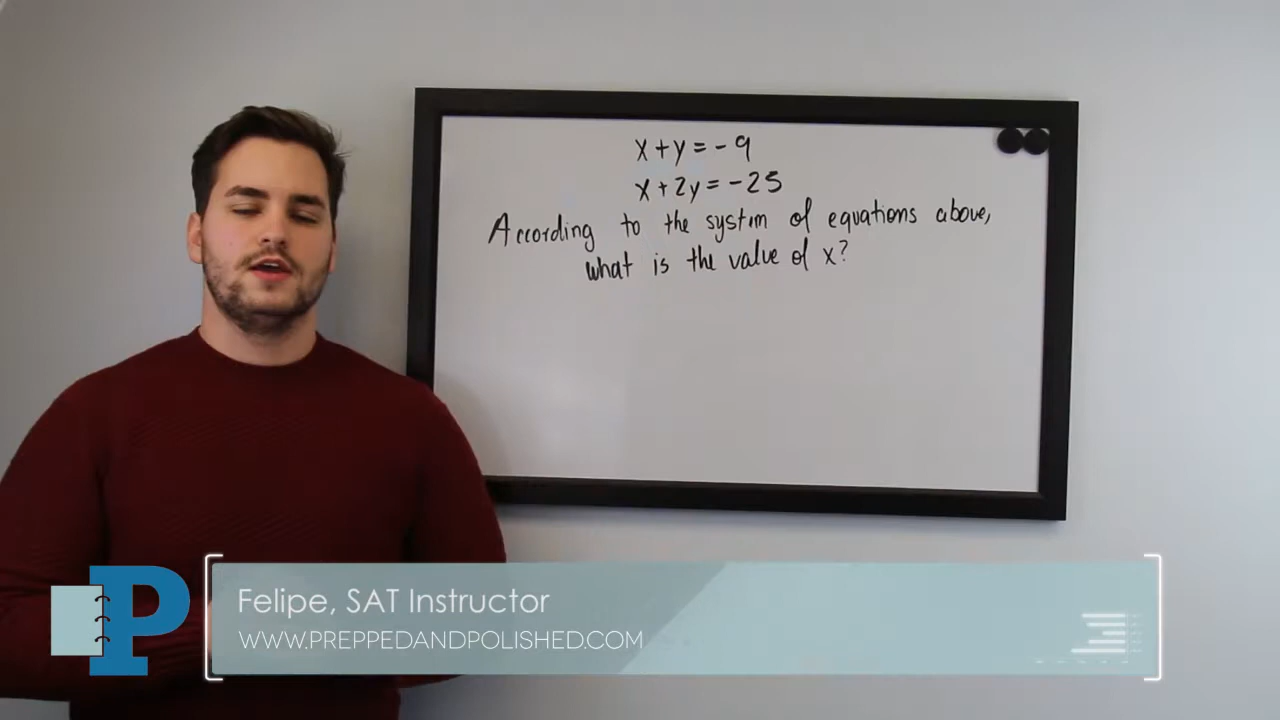 x + y = - 9
x + 2y = - 25
According to the system of equations above,
what is the value of x?
P
Felipe, SAT Instructor
WWW.PREPPEDANDPOLISHED.COM